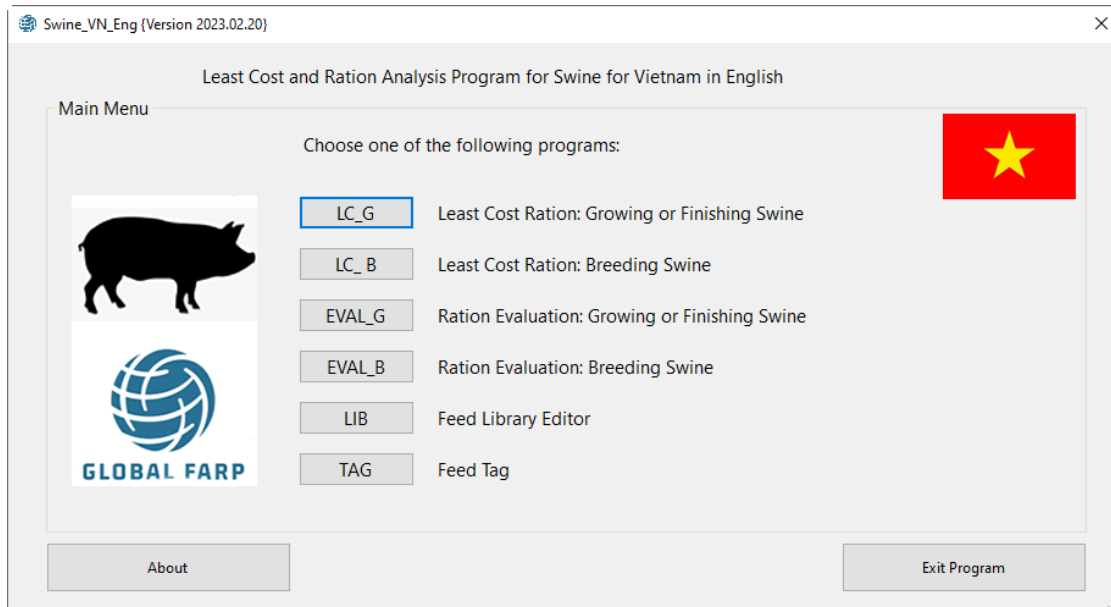 Swine_VN_Eng {Version 2023.02.20}
Least Cost and Ration Analysis Program for Swine for Vietnam in English
Main Menu
Choose one of the following programs:
LC_G Least Cost Ration: Growing or Finishing Swine
LC_ B Least Cost Ration: Breeding Swine
EVAL_G Ration Evaluation: Growing or Finishing Swine
EVAL_B Ration Evaluation: Breeding Swine
LIB Feed Library Editor
TAG Feed Tag
GLOBAL FARP
About Exit Program